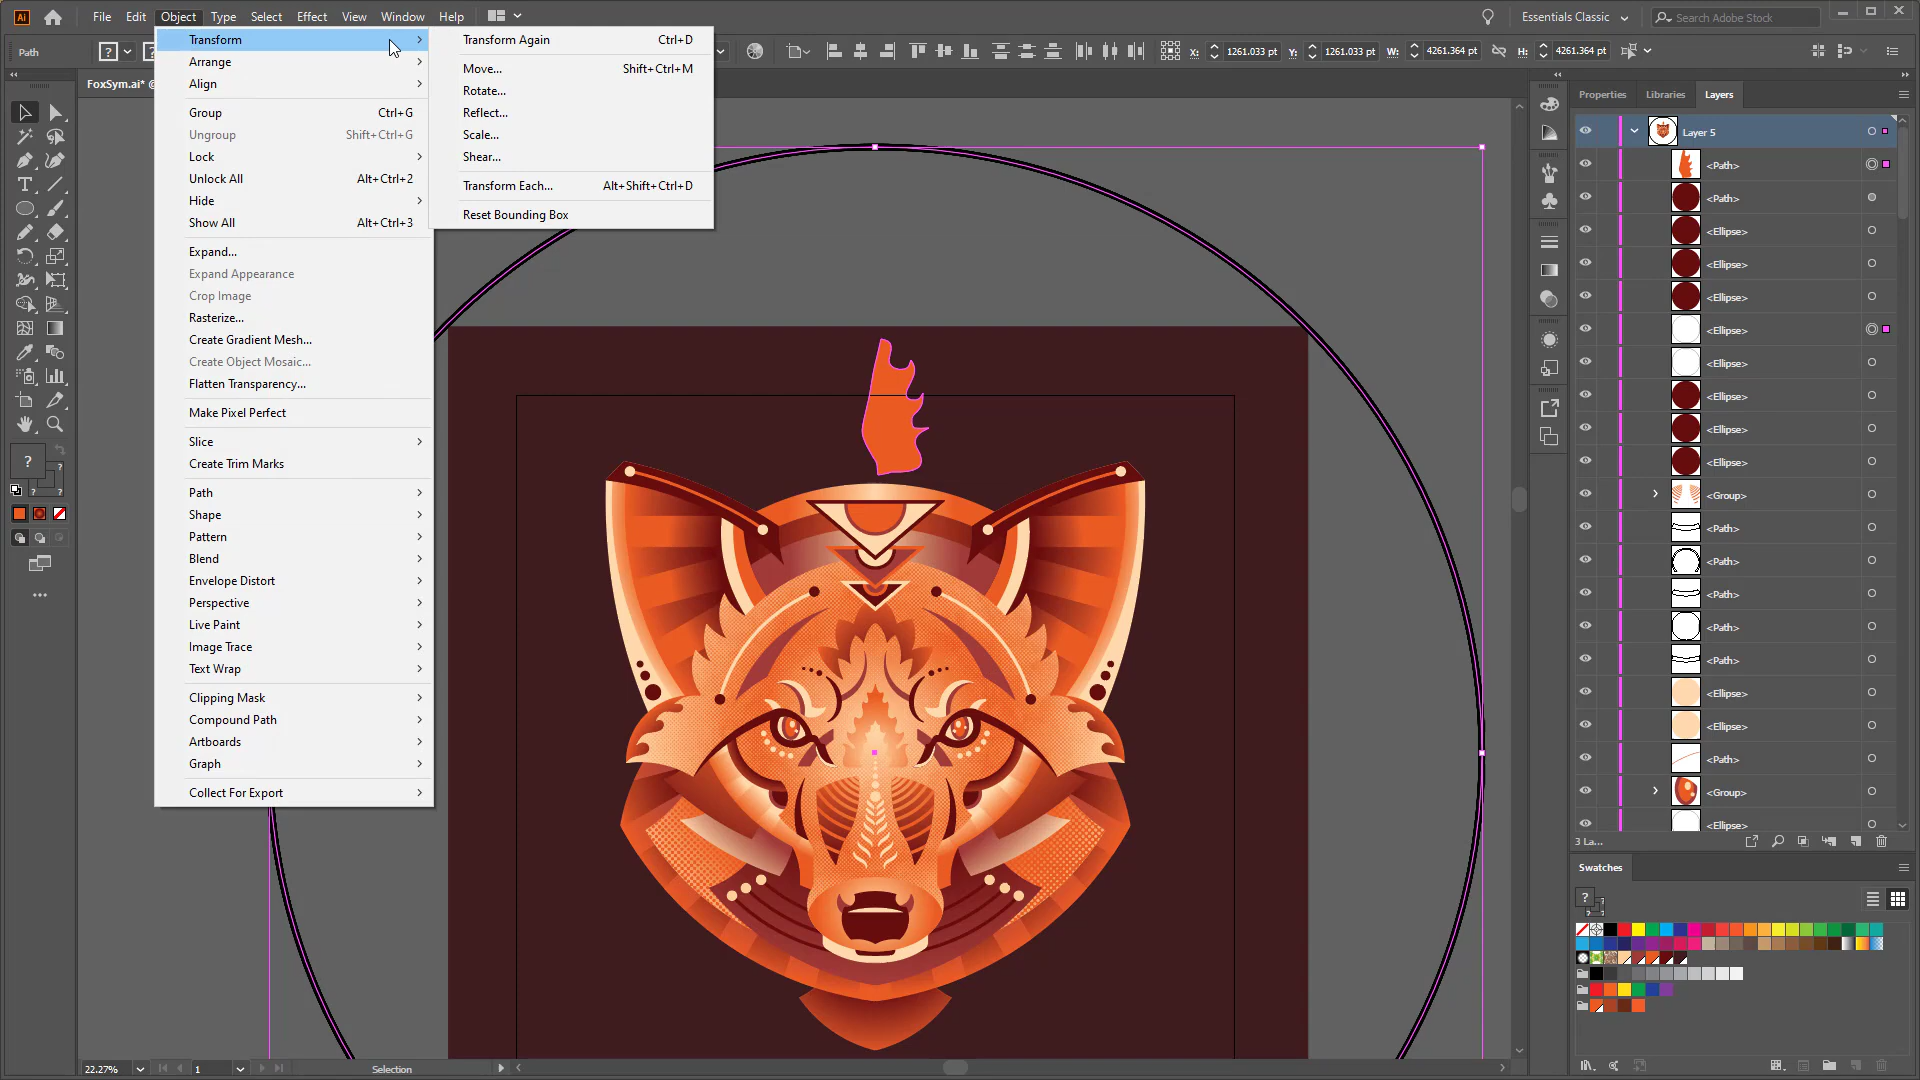 Ai File Edit Object Type Select Effect View Window Help Essentials Classic Search Adobe Stock
Path ? X: 1261.033 pt Y: 1261.033 pt W: 4261.364 pt H: 4261.364 pt
FoxSym.ai* @
Transform
Arrange
Align
Group Ctrl+G
Ungroup Shift+Ctrl+G
Lock
Unlock All Alt+Ctrl+2
Hide
Show All Alt+Ctrl+3
Expand...
Expand Appearance
Crop Image
Rasterize...
Create Gradient Mesh...
Create Object Mosaic...
Flatten Transparency...
Make Pixel Perfect
Slice
Create Trim Marks
Path
Shape
Pattern
Blend
Envelope Distort
Perspective
Live Paint
Image Trace
Text Wrap
Clipping Mask
Compound Path
Artboards
Graph
Collect For Export
Transform Again Ctrl+D
Move... Shift+Ctrl+M
Rotate...
Reflect...
Scale...
Shear...
Transform Each... Alt+Shift+Ctrl+D
Reset Bounding Box
Properties Libraries Layers
Layer 5
<Path>
<Path>
<Ellipse>
<Ellipse>
<Ellipse>
<Ellipse>
<Ellipse>
<Ellipse>
<Ellipse>
<Ellipse>
<Group>
<Path>
<Path>
<Path>
<Path>
<Path>
<Ellipse>
<Ellipse>
<Path>
<Group>
<Ellipse>
3 La...
Swatches
?
22.27% 1 Selection